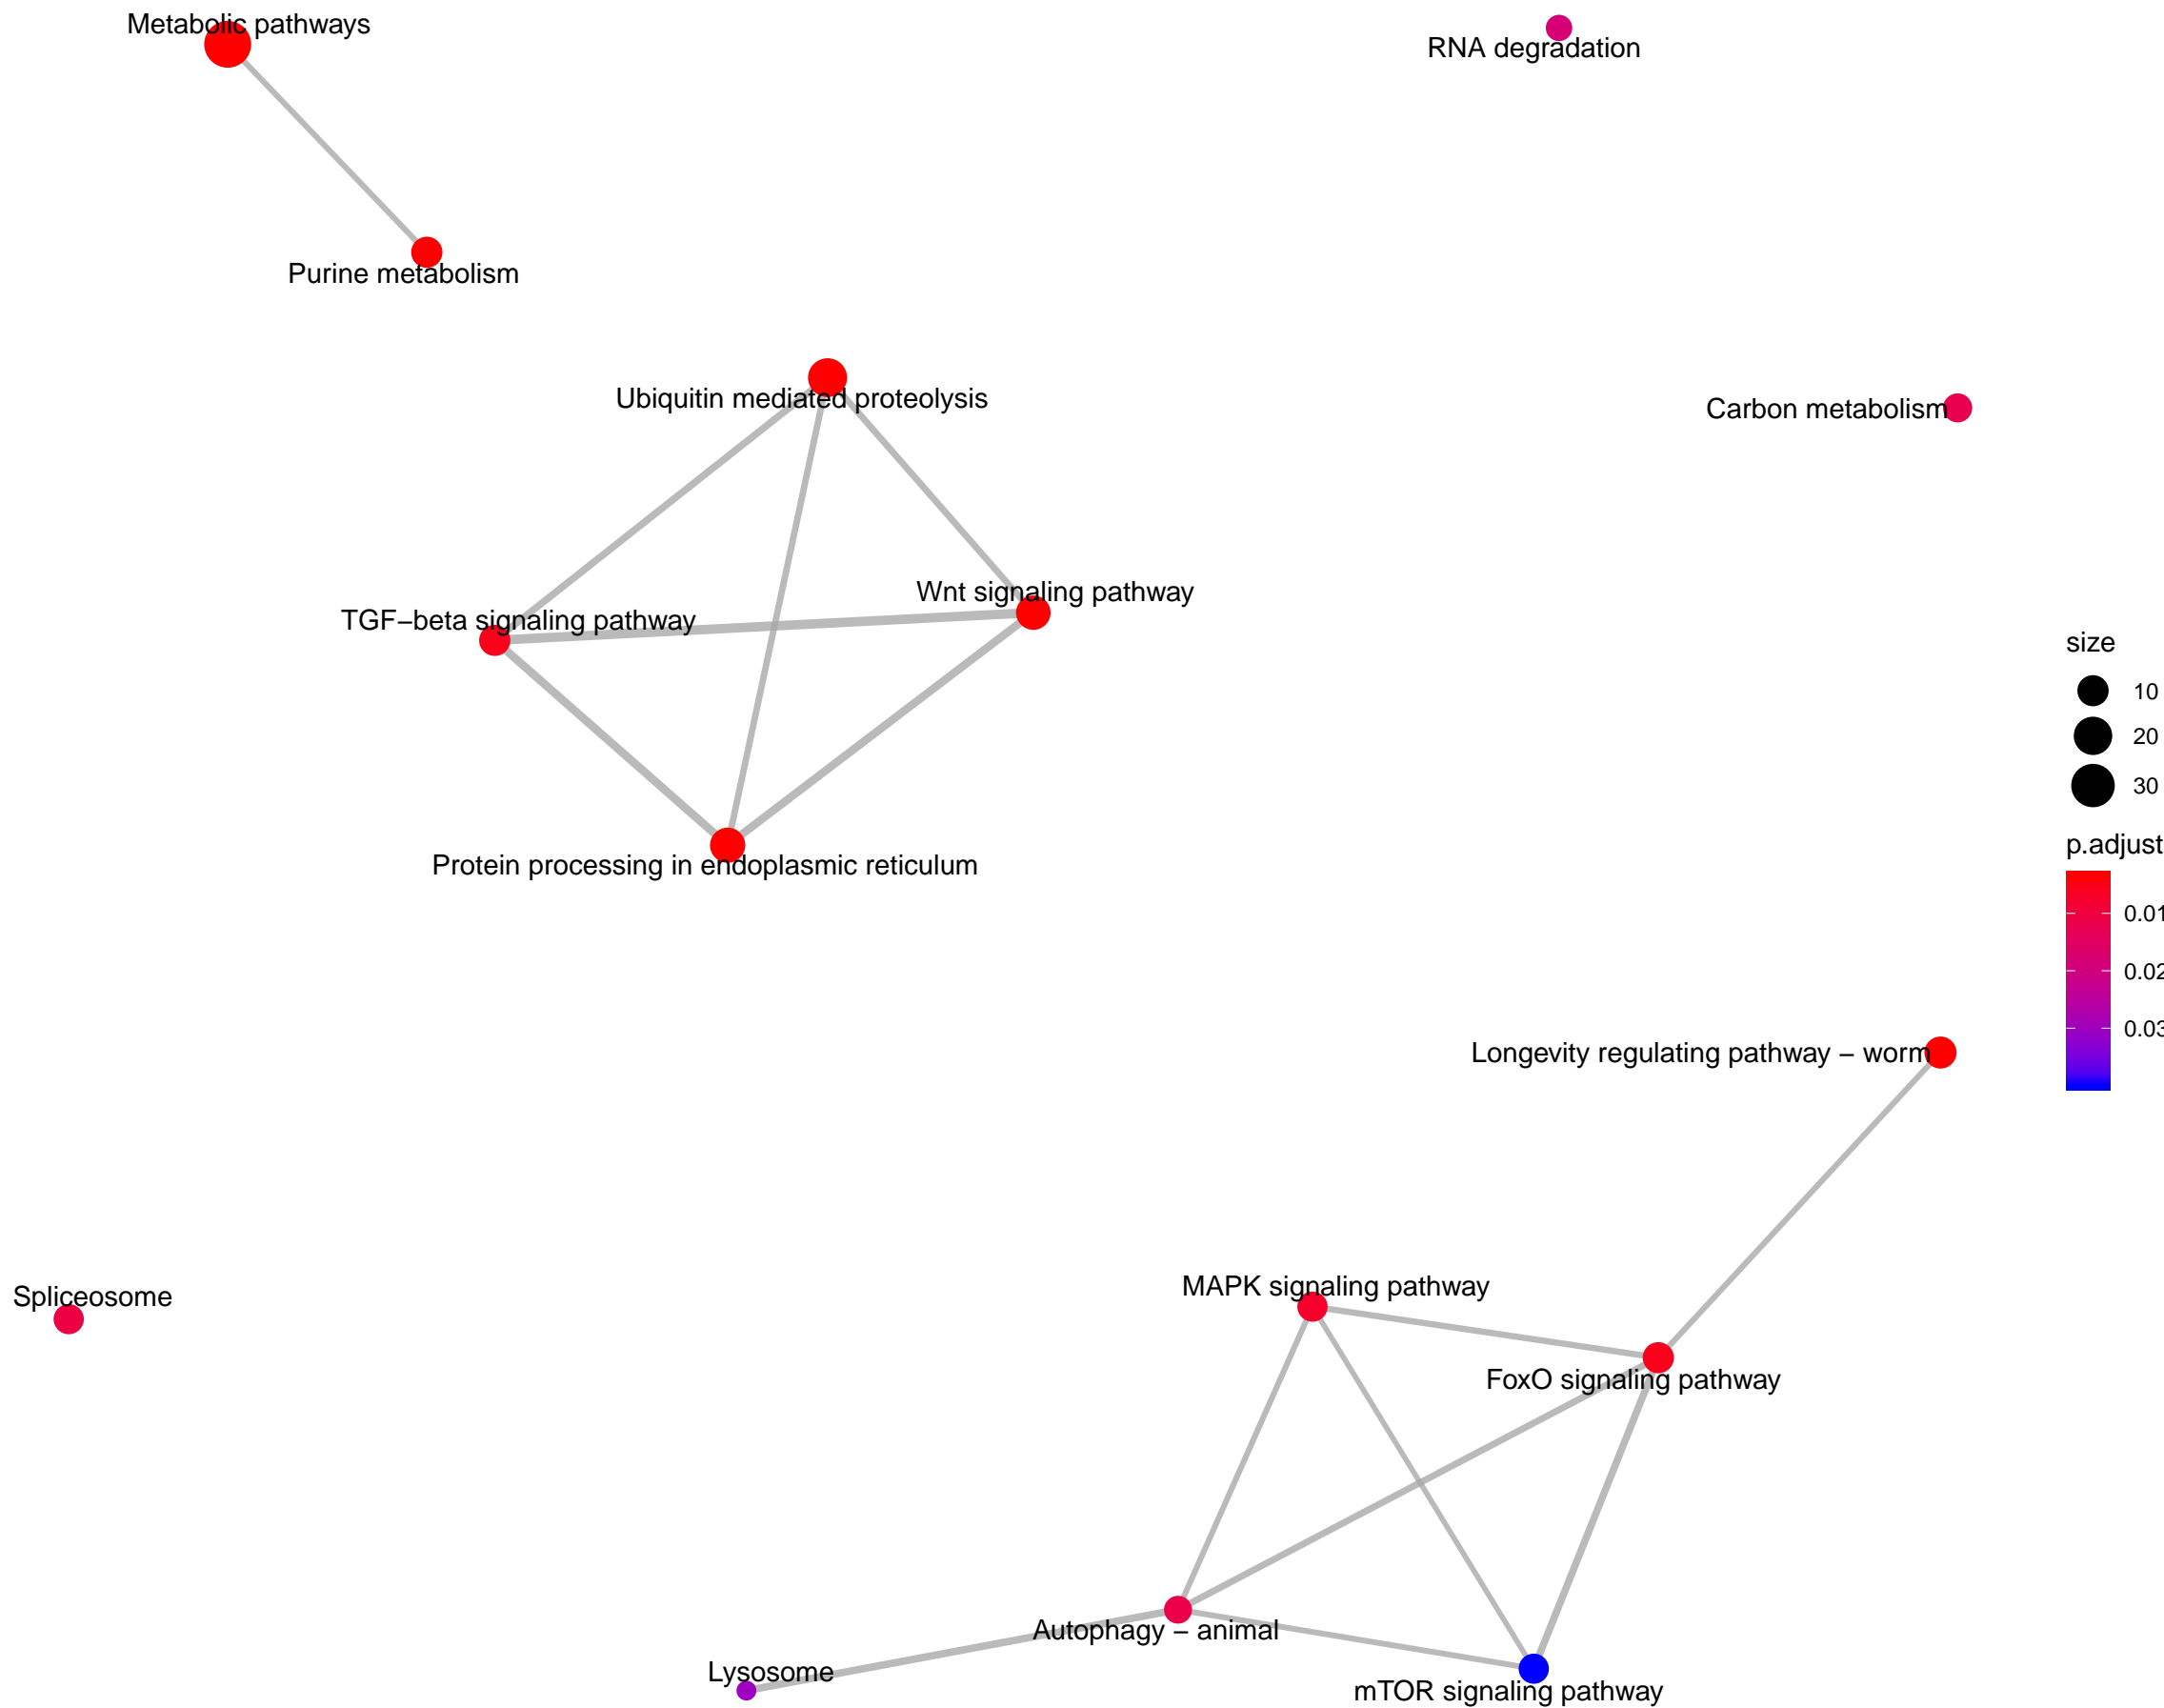 Metabolic pathways
RNA degradation
Purine metabolism
Ubiquitin mediated proteolysis
Carbon metabolism
Wnt signaling pathway
TGF−beta signaling pathway
Protein processing in endoplasmic reticulum
size
10
20
30
p.adjust
0.01
0.02
0.03
Longevity regulating pathway − worm
MAPK signaling pathway
Spliceosome
FoxO signaling pathway
Autophagy − animal
Lysosome
mTOR signaling pathway